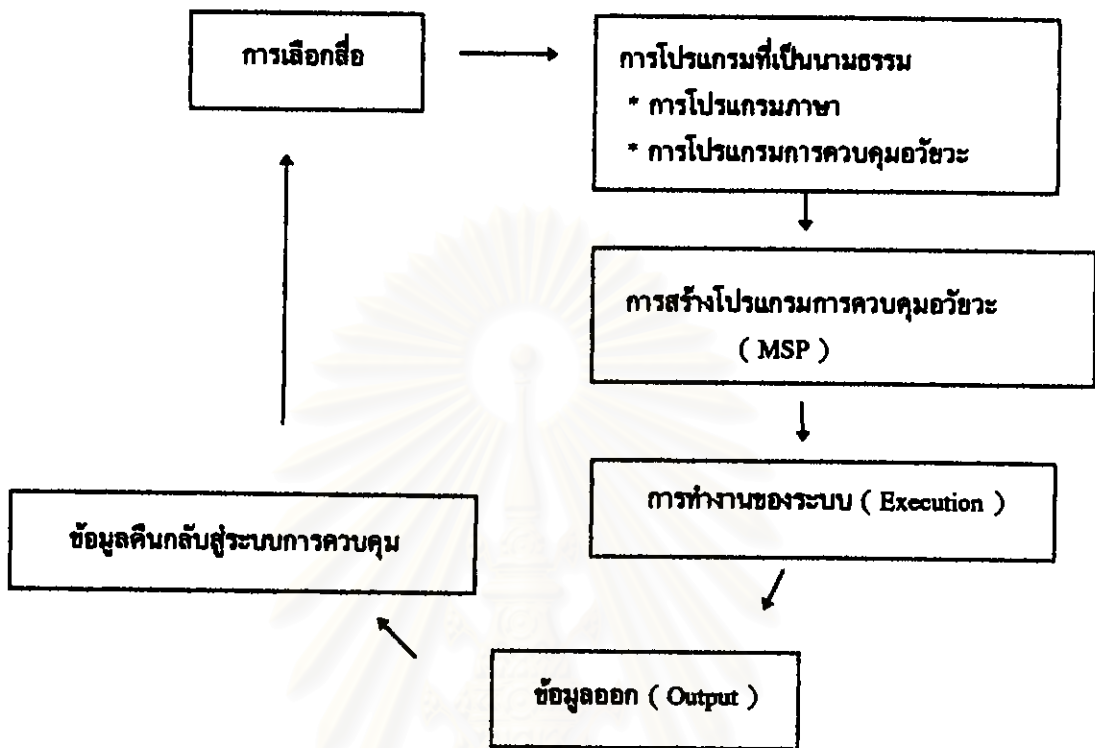 การเลือกสื่อ
การโปรแกรมที่เป็นนามธรรม
* การโปรแกรมภาษา
* การโปรแกรมการควบคุมอวัยวะ
การสร้างโปรแกรมการควบคุมอวัยวะ
( MSP )
การทำงานของระบบ ( Execution )
ข้อมูลออก ( Output )
ข้อมูลคืนกลับสู่ระบบการควบคุม